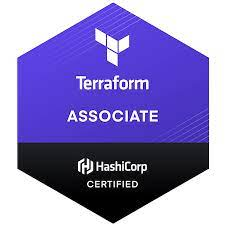 Terraform
ASSOCIATE
HashiCorp
CERTIFIED